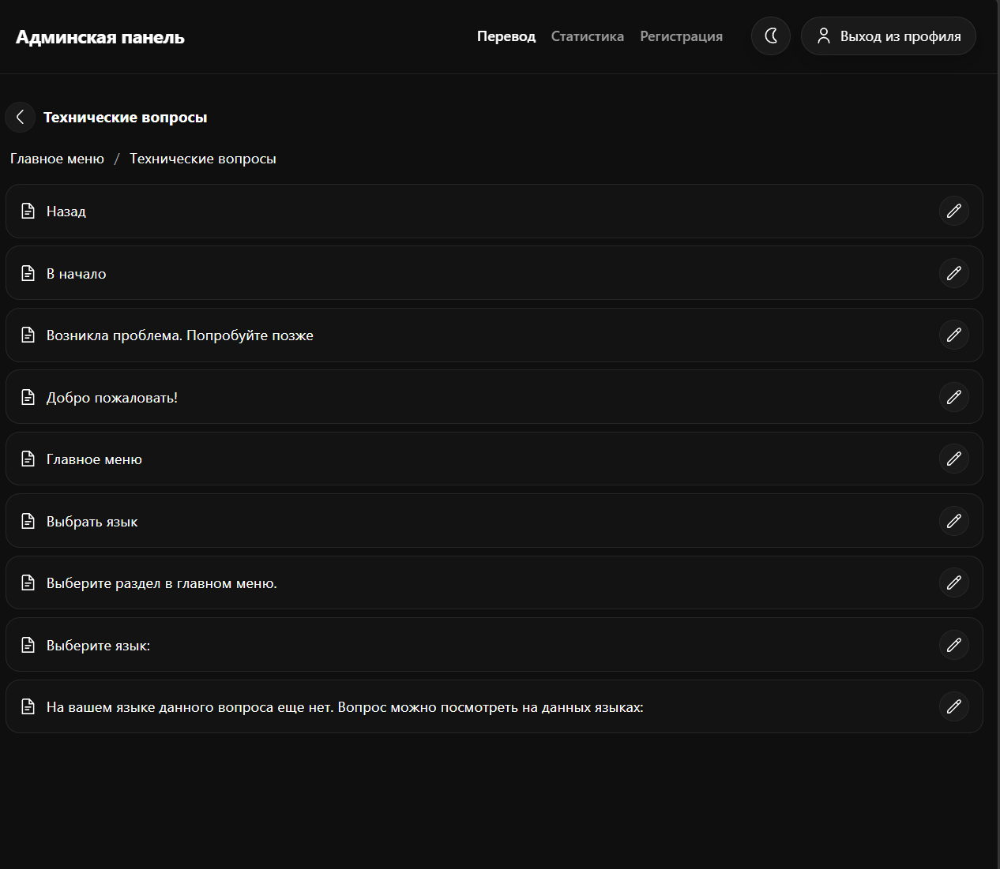 Админская панель
Перевод
Статистика
Регистрация
Выход из профиля
Технические вопросы
Главное меню / Технические вопросы
Назад
В начало
Возникла проблема. Попробуйте позже
Добро пожаловать!
Главное меню
Выбрать язык
Выберите раздел в главном меню.
Выберите язык:
На вашем языке данного вопроса еще нет. Вопрос можно посмотреть на данных языках: